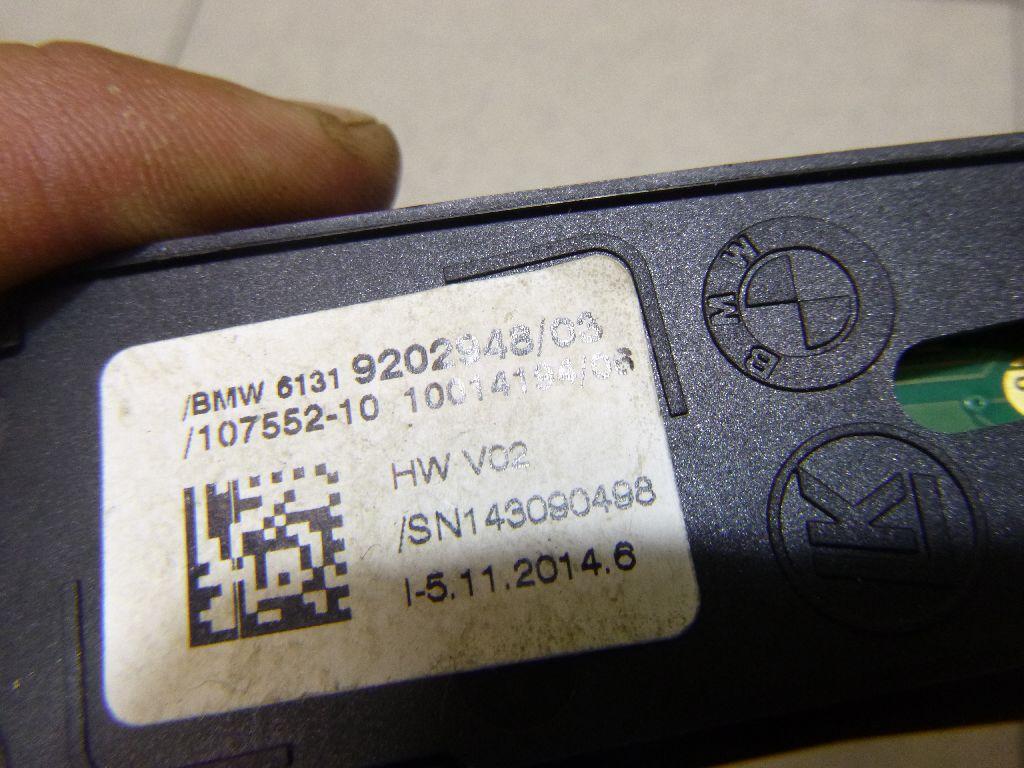 /BMW 6131 9202948/03
/107552-10 10014194/06
HW V02
/SN143090498
I-5.11.2014.6
BMW
K